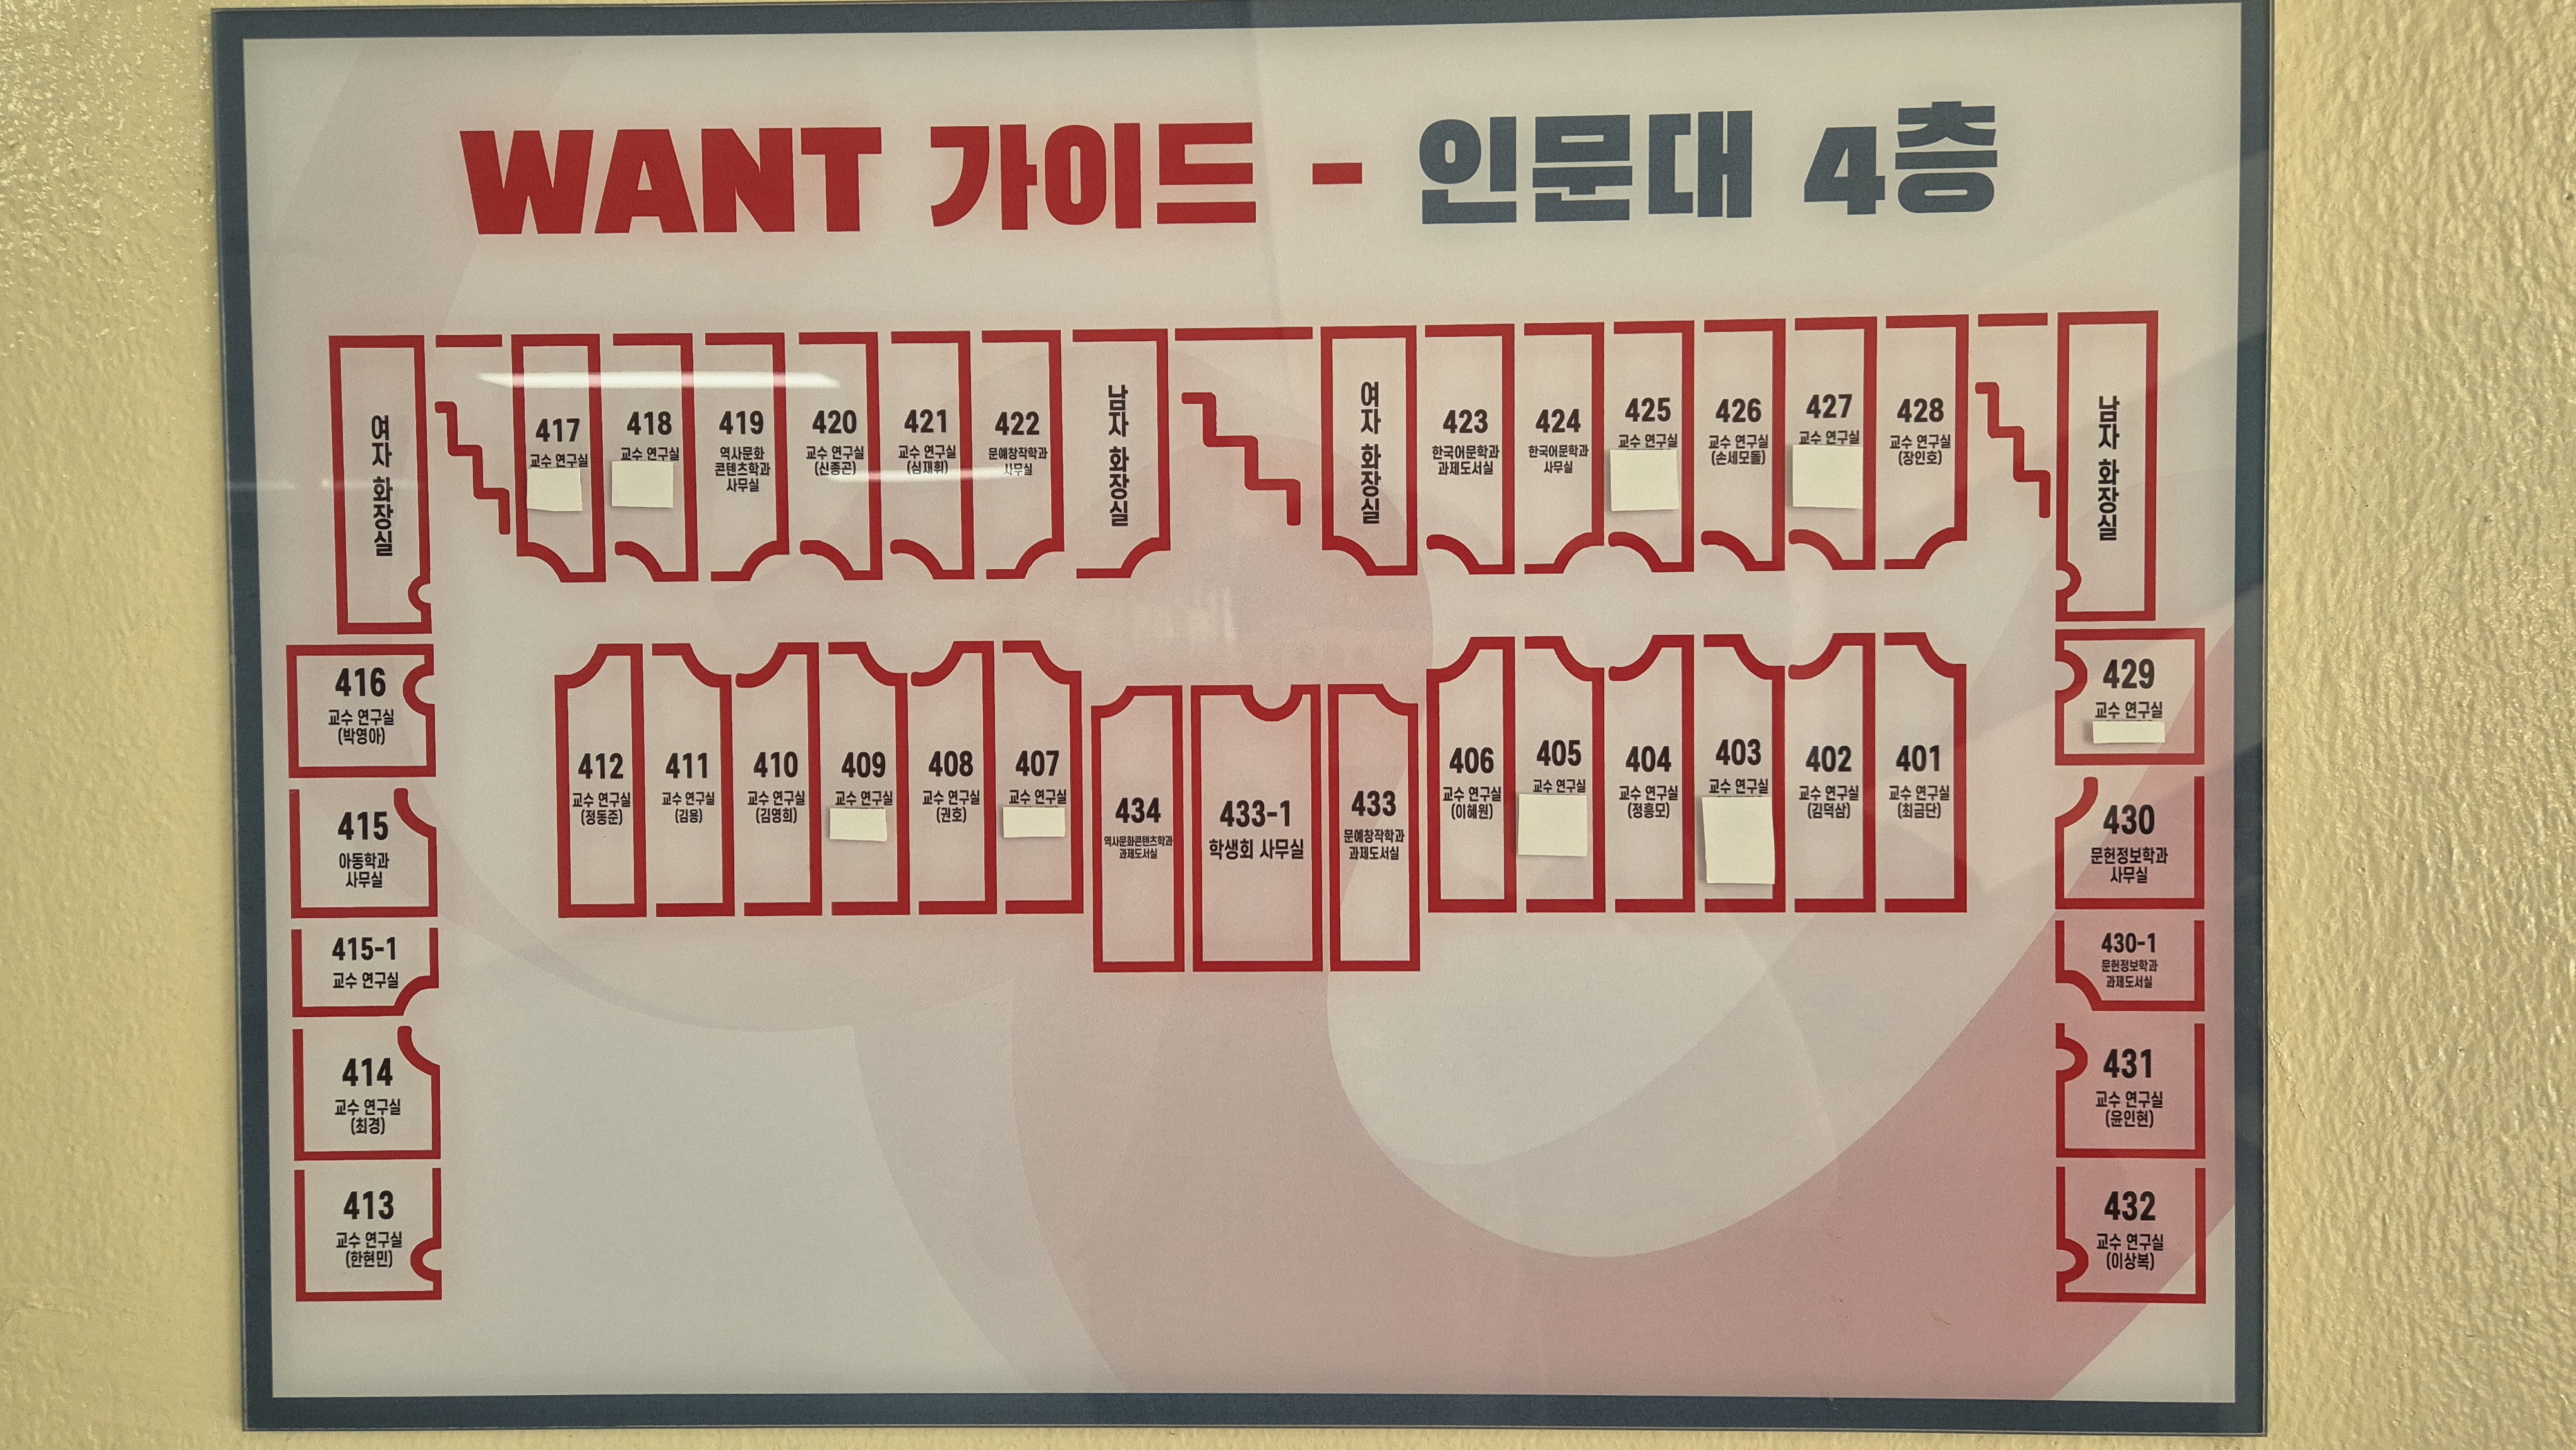 WANT 가이드 - 인문대 4층
여자 화장실
417
교수 연구실
418
교수 연구실
419
역사문화
콘텐츠학과
사무실
420
교수 연구실
(신종곤)
421
교수 연구실
(심재휘)
422
문예창작학과
사무실
남자 화장실
여자 화장실
423
한국어문학과
과제도서실
424
한국어문학과
사무실
425
교수 연구실
426
교수 연구실
(손세모돌)
427
교수 연구실
428
교수 연구실
(장인호)
남자 화장실
416
교수 연구실
(박영아)
415
아동학과
사무실
415-1
교수 연구실
414
교수 연구실
(최경)
413
교수 연구실
(한현민)
412
교수 연구실
(정동준)
411
교수 연구실
(김용)
410
교수 연구실
(김영희)
409
교수 연구실
408
교수 연구실
(권호)
407
교수 연구실
434
역사문화콘텐츠학과
과제도서실
433-1
학생회 사무실
433
문예창작학과
과제도서실
406
교수 연구실
(이혜원)
405
교수 연구실
404
교수 연구실
(정흥모)
403
교수 연구실
402
교수 연구실
(김덕삼)
401
교수 연구실
(최금단)
429
교수 연구실
430
문헌정보학과
사무실
430-1
문헌정보학과
과제도서실
431
교수 연구실
(윤인현)
432
교수 연구실
(이상복)